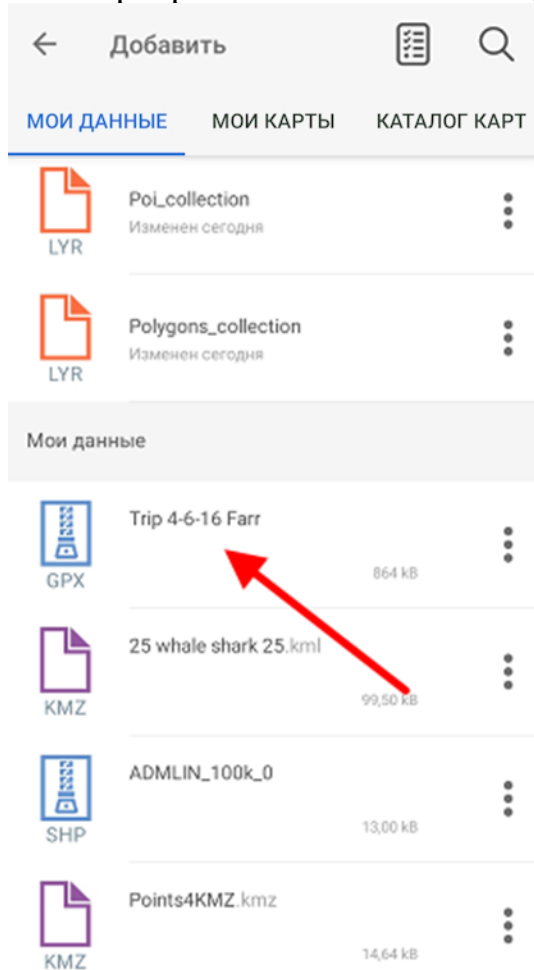 Добавить
МОИ ДАННЫЕ МОИ КАРТЫ КАТАЛОГ КАРТ
Poi_collection
Изменен сегодня
LYR
Polygons_collection
Изменен сегодня
LYR
Мои данные
Trip 4-6-16 Farr
864 kB
GPX
25 whale shark 25.kml
99,50 kB
KMZ
ADMLIN_100k_0
13,00 kB
SHP
Points4KMZ.kmz
14,64 kB
KMZ